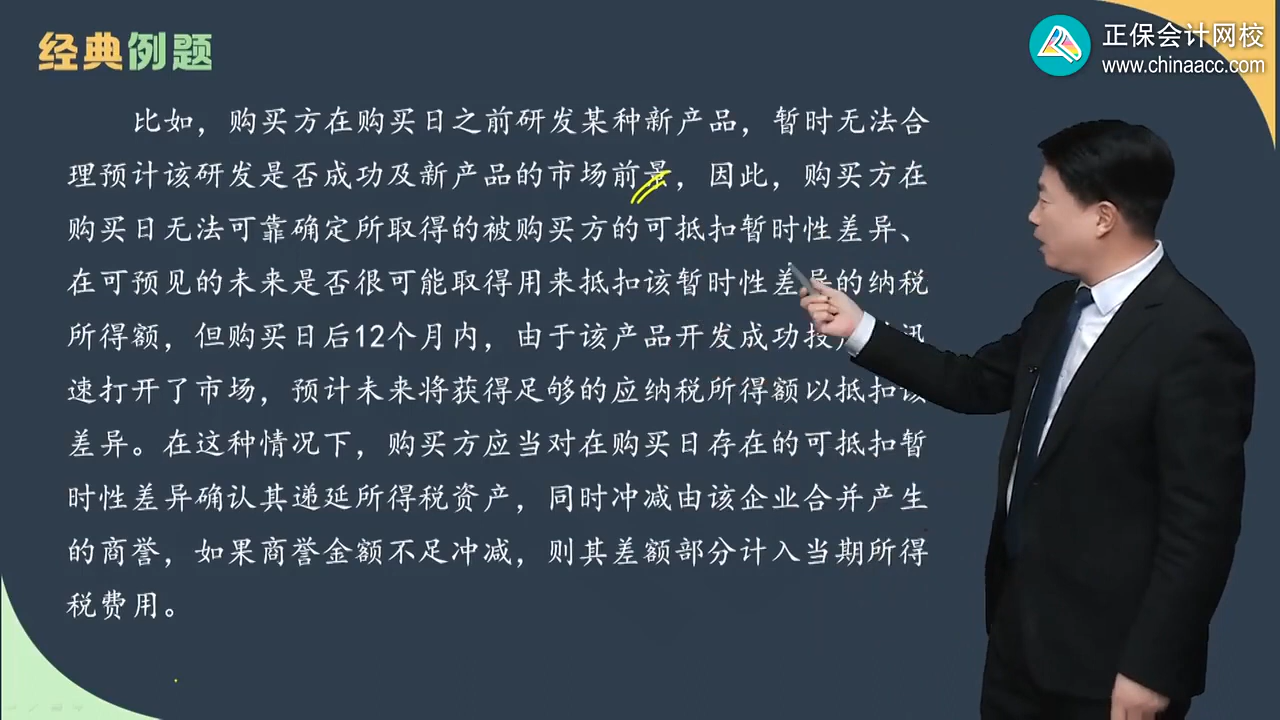 经典例题
正保会计网校
www.chinaacc.com
比如，购买方在购买日之前研发某种新产品，暂时无法合
理预计该研发是否成功及新产品的市场前景，因此，购买方在
购买日无法可靠确定所取得的被购买方的可抵扣暂时性差异、
在可预见的未来是否很可能取得用来抵扣该暂时性差异的纳税
所得额，但购买日后12个月内，由于该产品开发成功投 迅
速打开了市场，预计未来将获得足够的应纳税所得额以抵扣该
差异。在这种情况下，购买方应当对在购买日存在的可抵扣暂
时性差异确认其递延所得税资产，同时冲减由该企业合并产生
的商誉，如果商誉金额不足冲减，则其差额部分计入当期所得
税费用。